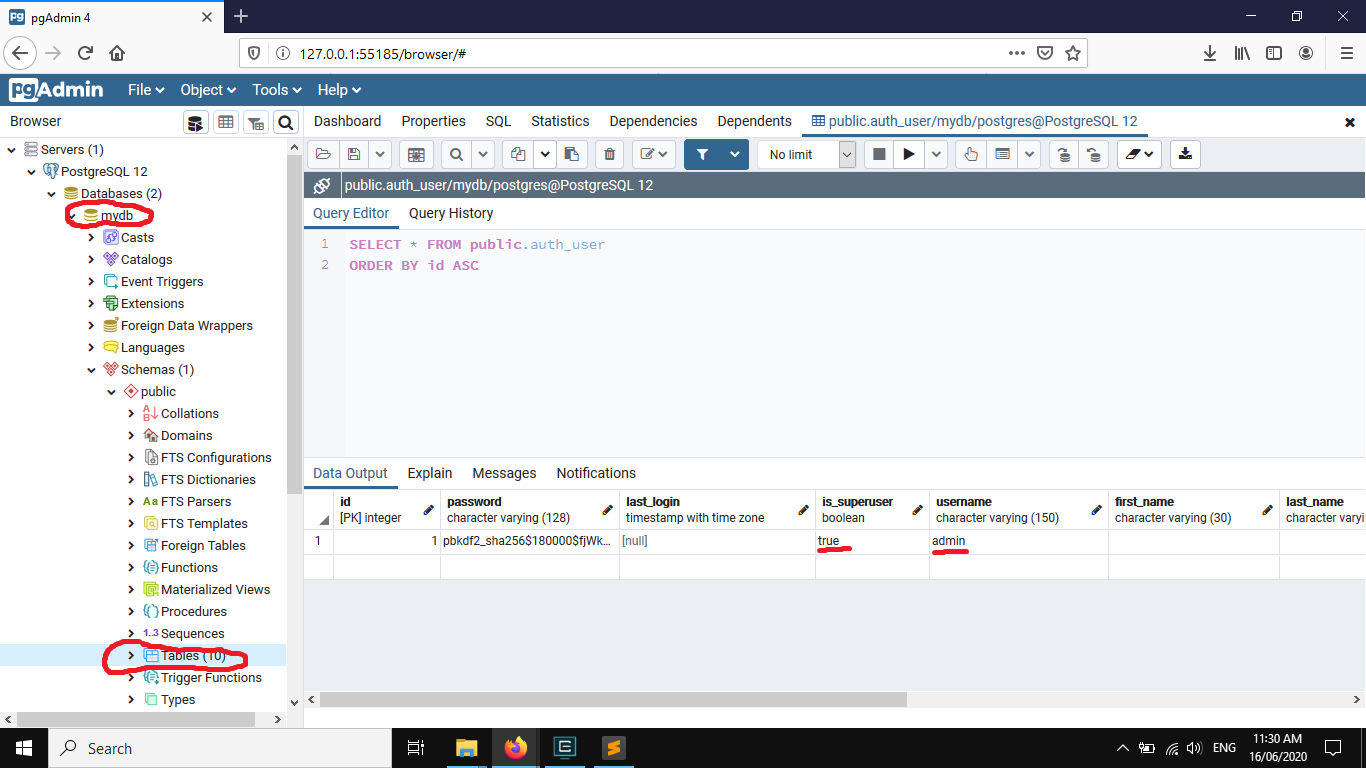 pgAdmin 4
127.0.0.1:55185/browser/#
pgAdmin File Object Tools Help
Browser
Dashboard Properties SQL Statistics Dependencies Dependents public.auth_user/mydb/postgres@PostgreSQL 12
Servers (1)
PostgreSQL 12
Databases (2)
mydb
Casts
Catalogs
Event Triggers
Extensions
Foreign Data Wrappers
Languages
Schemas (1)
public
Collations
Domains
FTS Configurations
FTS Dictionaries
FTS Parsers
FTS Templates
Foreign Tables
Functions
Materialized Views
Procedures
1..3 Sequences
Tables (10)
Trigger Functions
Types
No limit
public.auth_user/mydb/postgres@PostgreSQL 12
Query Editor Query History
1 SELECT * FROM public.auth_user
2 ORDER BY id ASC
Data Output Explain Messages Notifications
id password last_login is_superuser username first_name last_name
[PK] integer character varying (128) timestamp with time zone boolean character varying (150) character varying (30) character varyi
1 1 pbkdf2_sha256$180000$fjWk... [null] true admin
Search
ENG
11:30 AM
16/06/2020